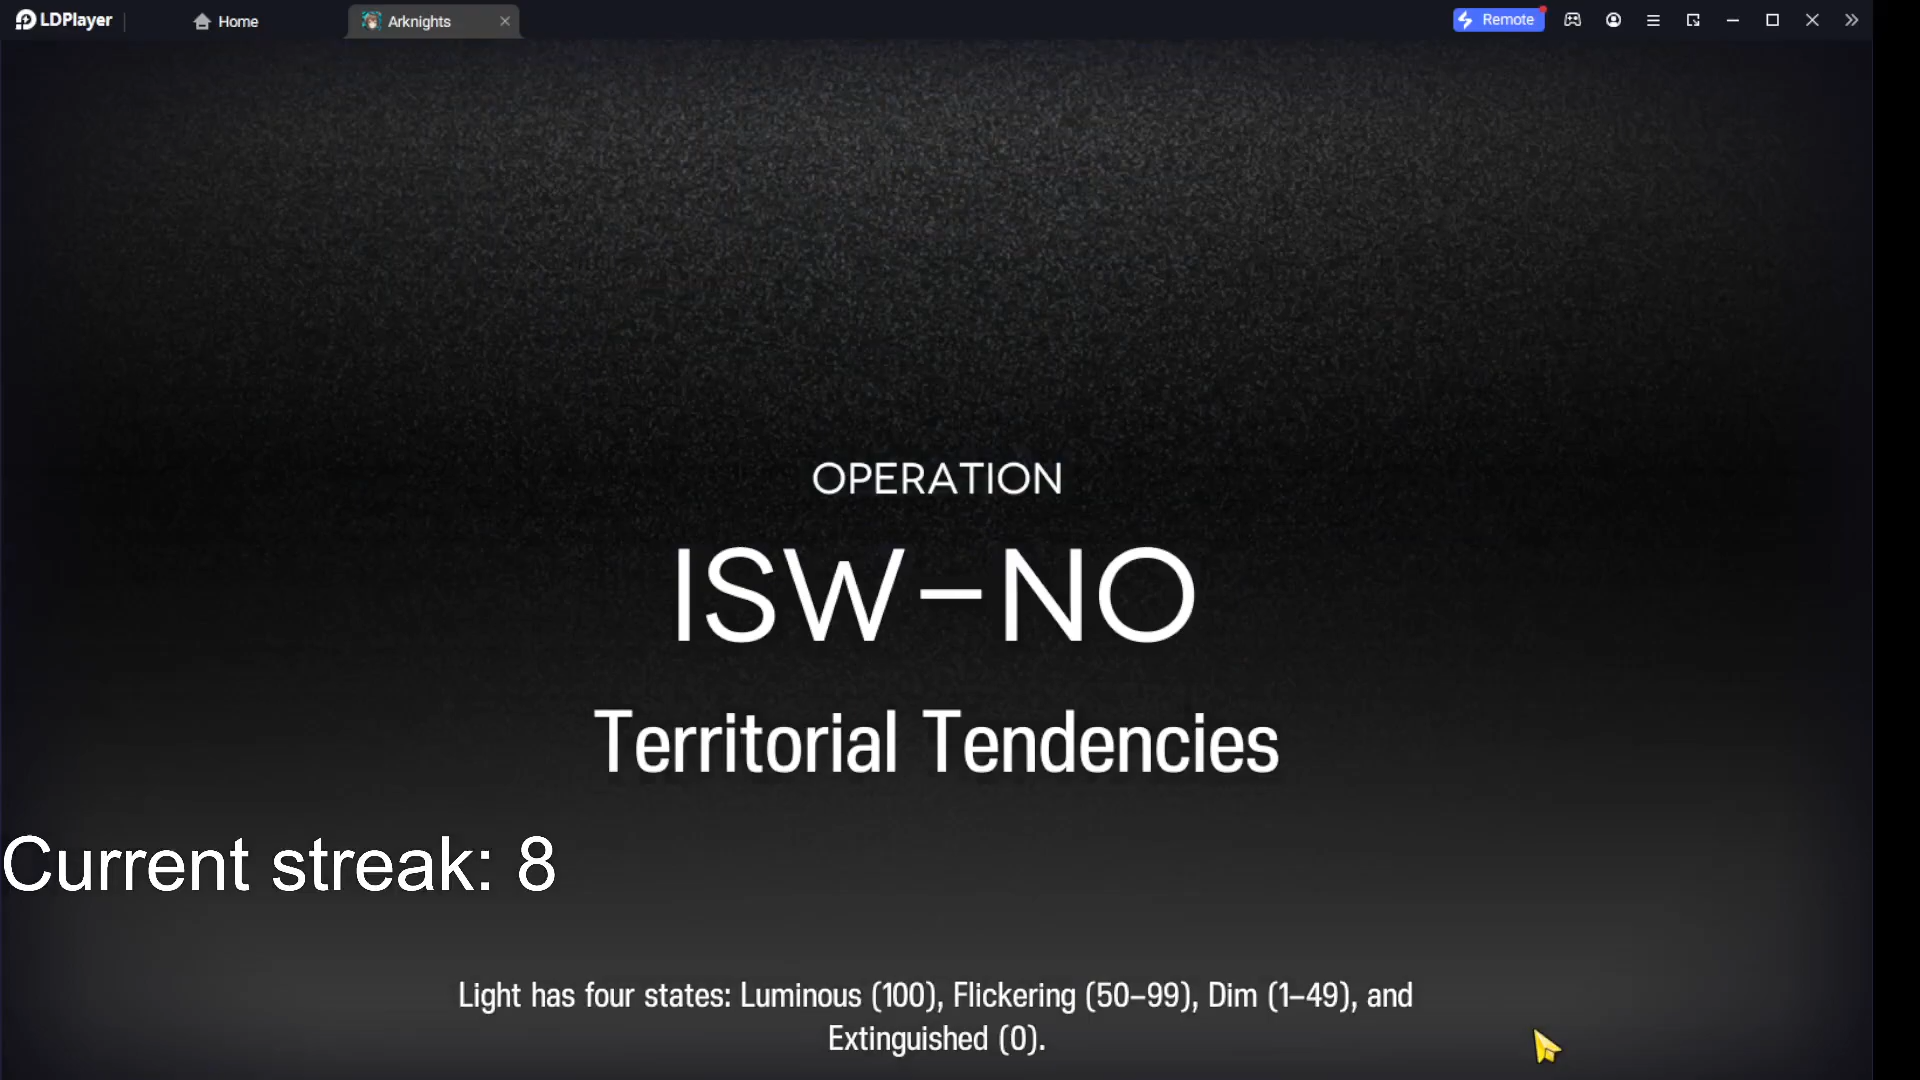 LDPlayer
Home
Arknights
Remote
OPERATION
ISW-NO
Territorial Tendencies
Current streak: 8
Light has four states: Luminous (100), Flickering (50–99), Dim (1–49), and
Extinguished (0).